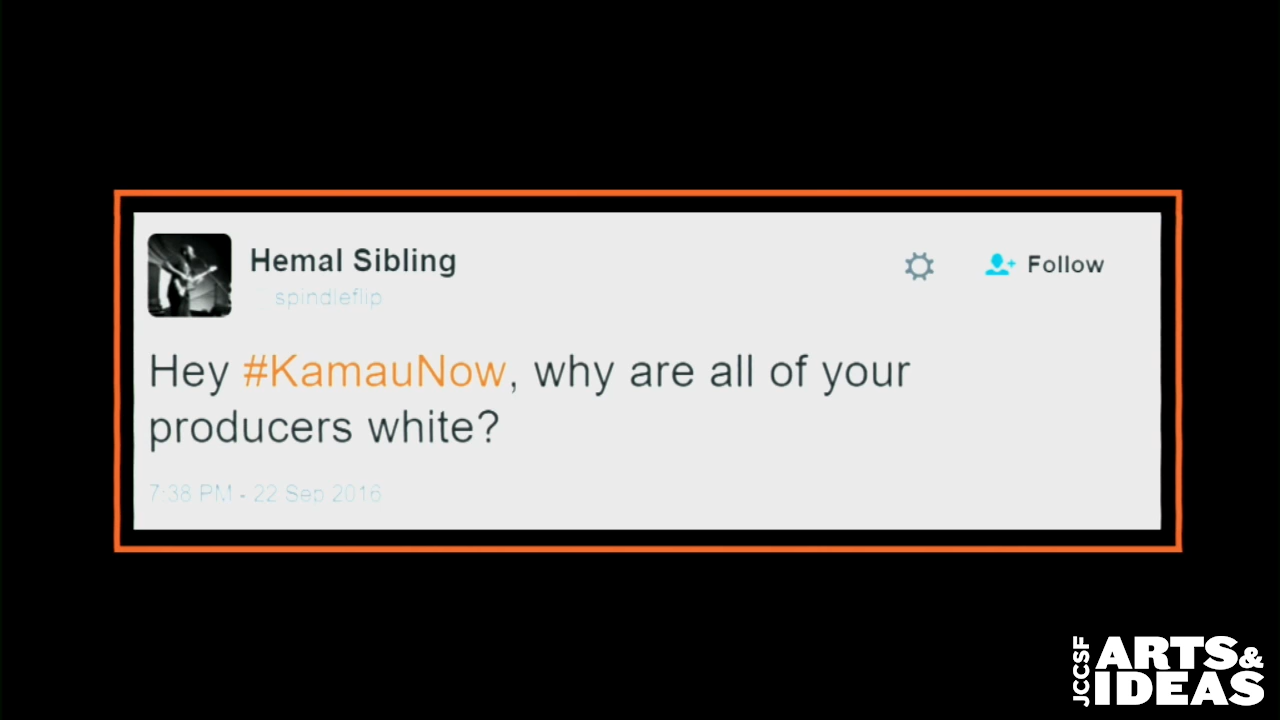 Hemal Sibling
spindleflip
Follow
Hey #KamauNow, why are all of your
producers white?
7:38 PM - 22 Sep 2016
JCCSF
ARTS&
IDEAS